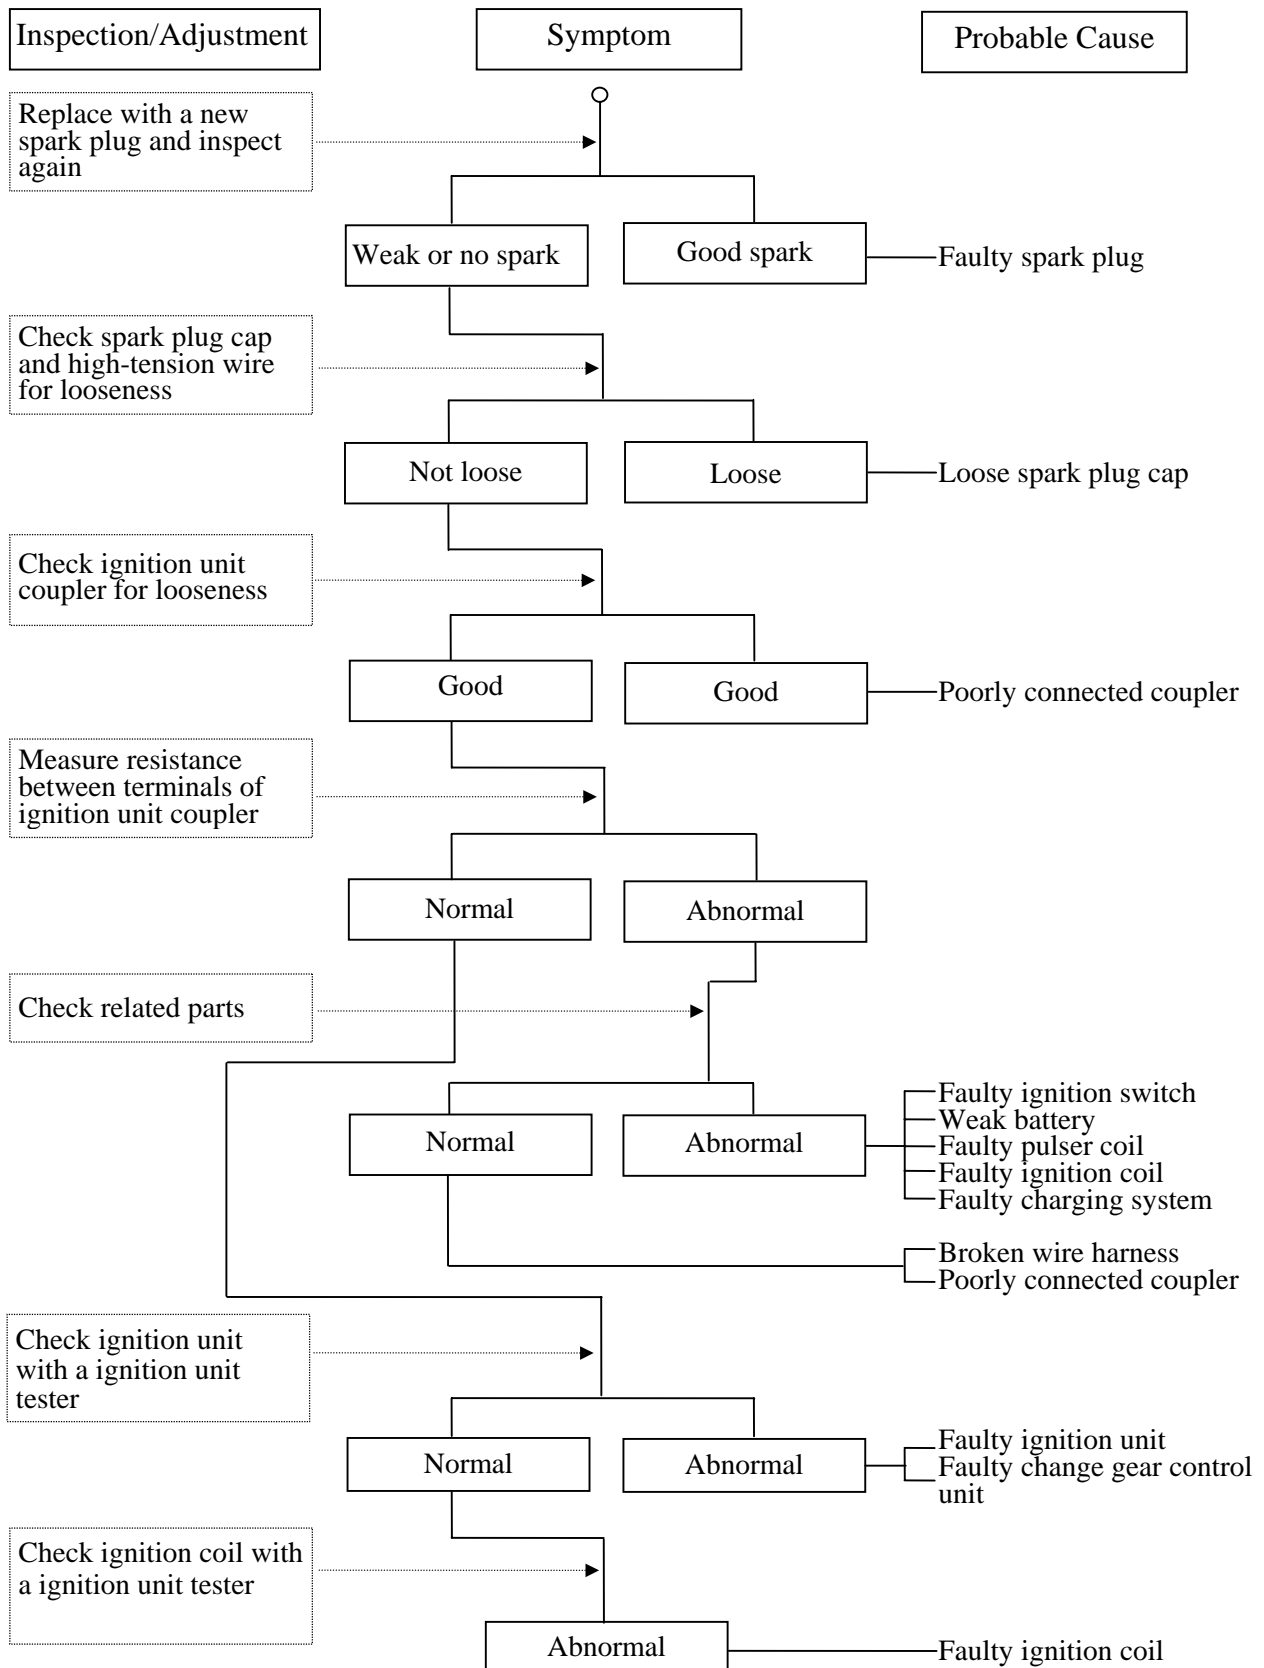 Inspection/Adjustment
Symptom
Probable Cause
Replace with a new
spark plug and inspect
again
Weak or no spark
Good spark
Faulty spark plug
Check spark plug cap
and high-tension wire
for looseness
Not loose
Loose
Loose spark plug cap
Check ignition unit
coupler for looseness
Good
Good
Poorly connected coupler
Measure resistance
between terminals of
ignition unit coupler
Normal
Abnormal
Check related parts
Normal
Abnormal
Faulty ignition switch
Weak battery
Faulty pulser coil
Faulty ignition coil
Faulty charging system
Broken wire harness
Poorly connected coupler
Check ignition unit
with a ignition unit
tester
Normal
Abnormal
Faulty ignition unit
Faulty change gear control
unit
Check ignition coil with
a ignition unit tester
Abnormal
Faulty ignition coil